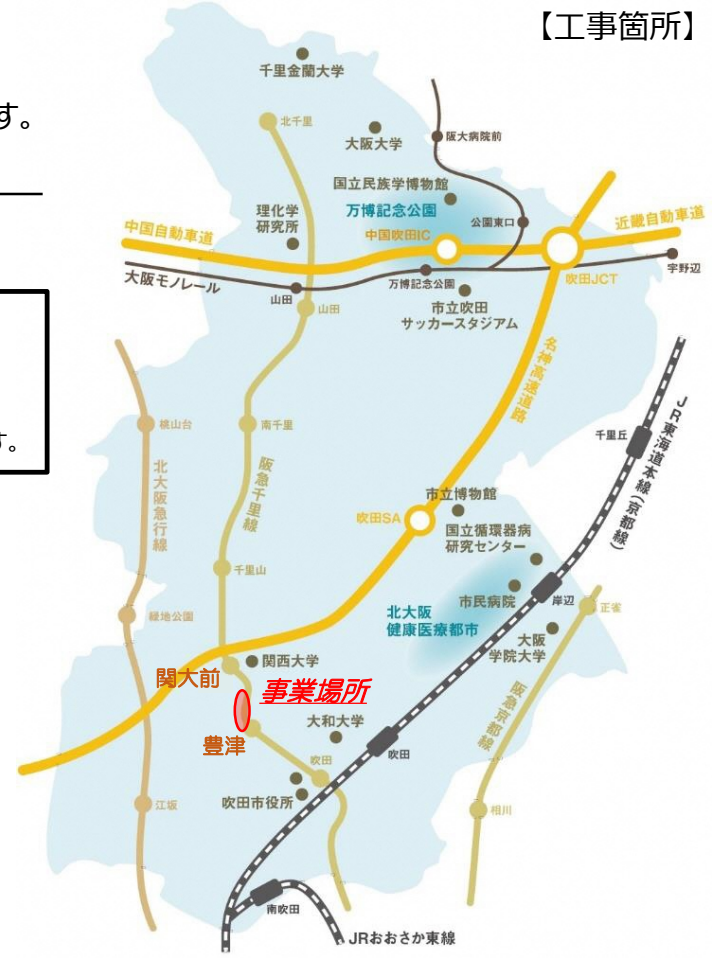 【工事箇所】
千里金蘭大学
す。
北千里
大阪大学
阪大病院前
国立民族学博物館
理化学
研究所
万博記念公園
公園東口
近畿自動車道
中国自動車道
中国吹田IC
大阪モノレール
万博記念公園
宇野辺
吹田JCT
山田
山田
市立吹田
サッカースタジアム
名神高速道路
JR東海道本線(京都線)
桃山台
南千里
千里丘
す。
北大阪急行線
阪急千里線
市立博物館
吹田SA
国立循環器病
研究センター
千里山
市民病院
岸辺
正雀
緑地公園
北大阪
健康医療都市
大阪
学院大学
関西大学
関大前
事業場所
阪急京都線
大和大学
豊津
吹田
吹田
吹田市役所
江坂
相川
南吹田
JRおおさか東線